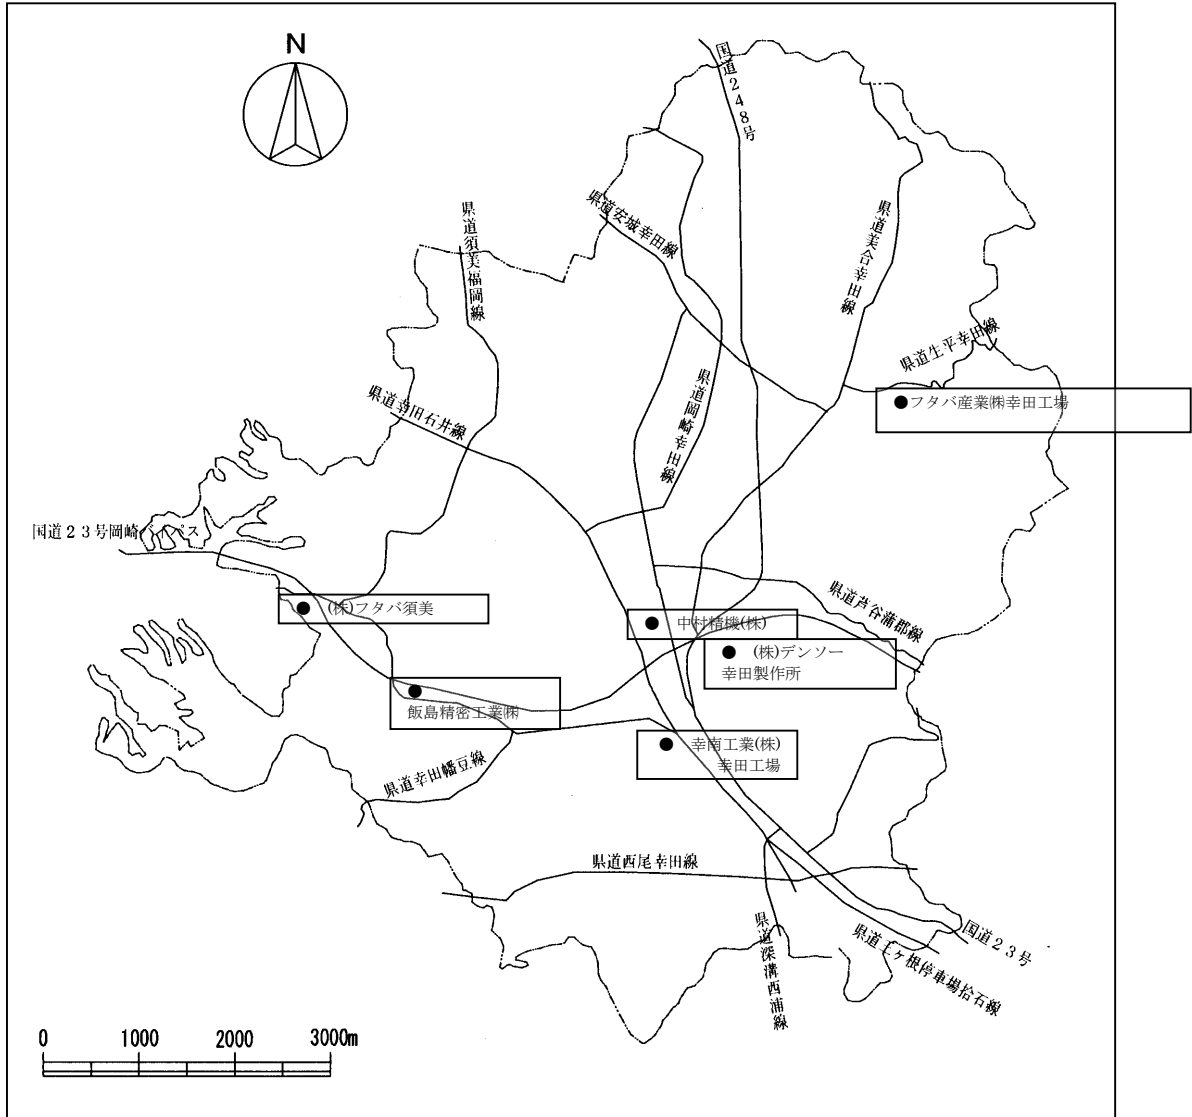 N
国道248号
県道安城幸田線
県道須美福岡線
県道美合幸田線
県道生平幸田線
県道幸田石井線
県道岡崎幸田線
●フタバ産業㈱幸田工場
国道23号岡崎バイパス
県道芦谷蒲郡線
● (株)フタバ須美
● 中村精機(株)
● (株)デンソー
幸田製作所
●
飯島精密工業㈱
● 幸南工業(株)
幸田工場
県道幸田幡豆線
県道西尾幸田線
県道深溝西浦線
国道23号
県道三ヶ根停車場拾石線
0 1000 2000 3000m